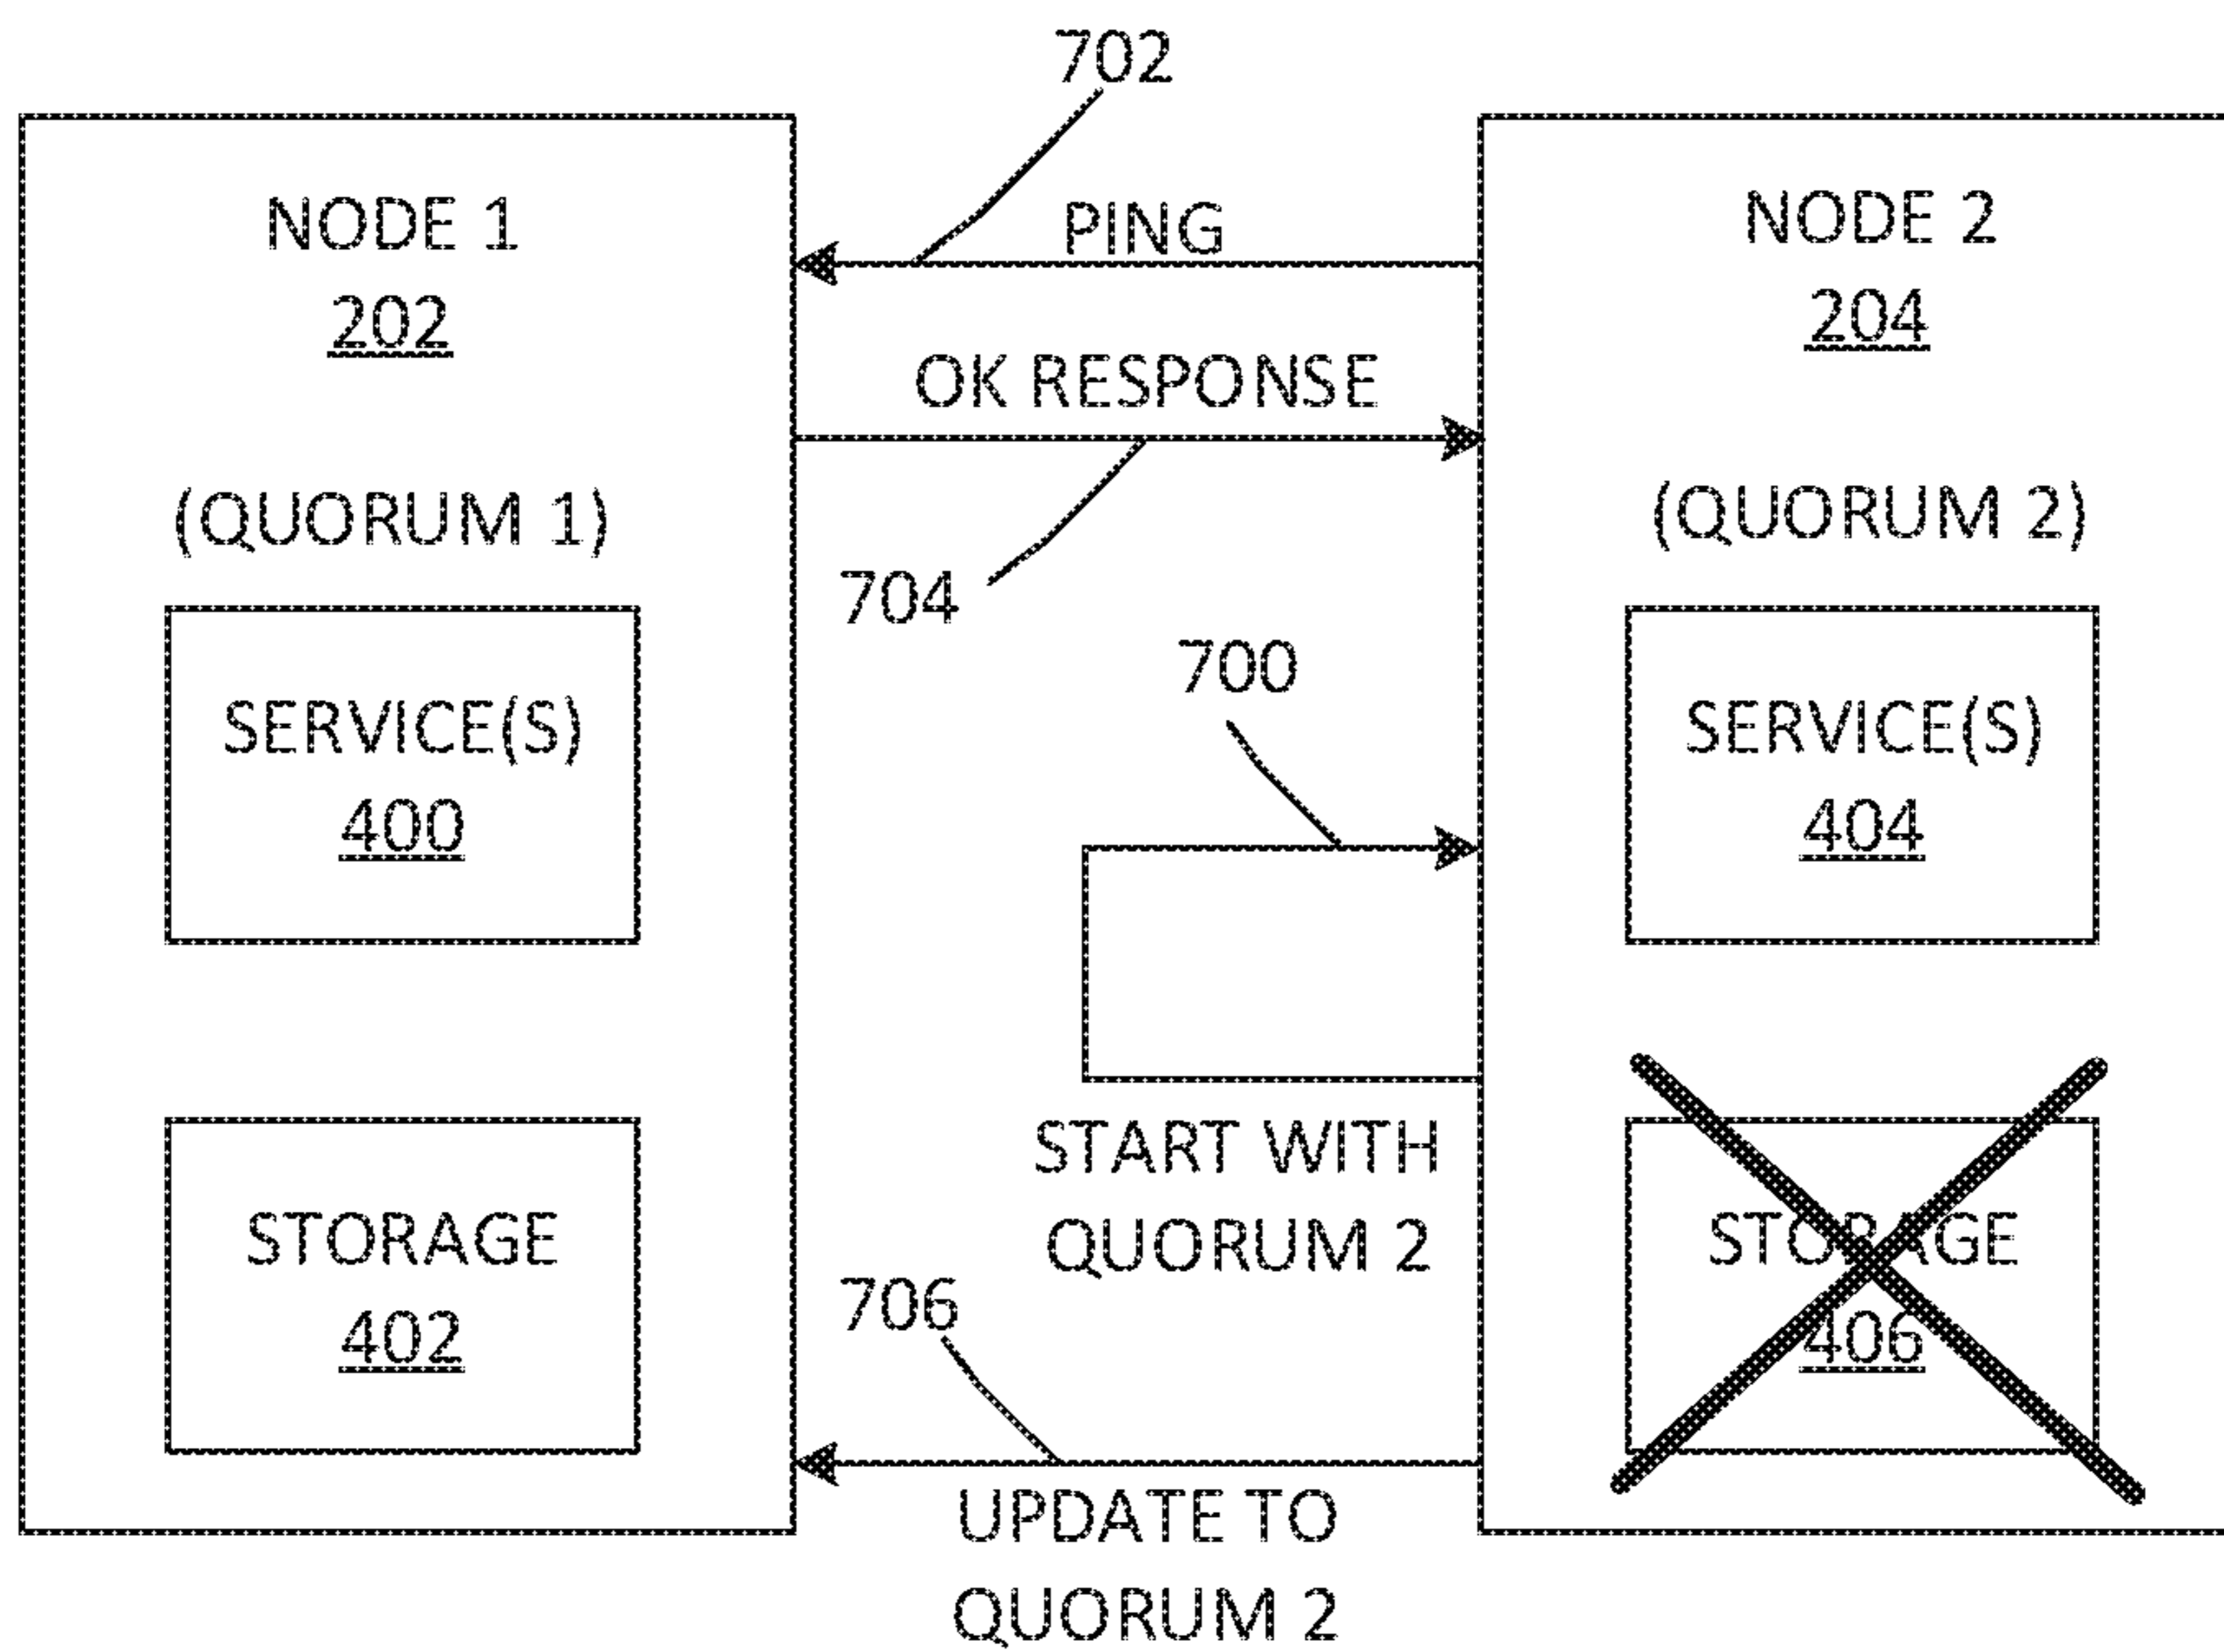 702
NODE 1
202
(QUORUM 1)
SERVICE(S)
400
STORAGE
402
PING
OK RESPONSE
704
700
START WITH
QUORUM 2
706
UPDATE TO
QUORUM 2
NODE 2
204
(QUORUM 2)
SERVICE(S)
404
STORAGE
406